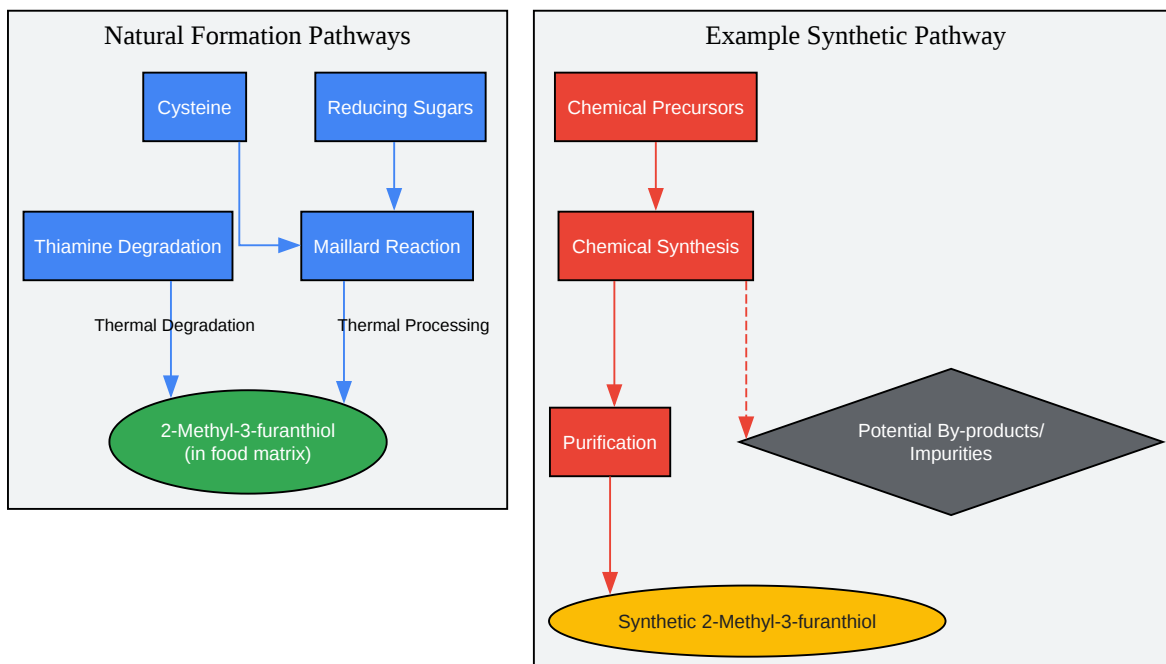 Natural Formation Pathways
Cysteine
Reducing Sugars
Thiamine Degradation
Maillard Reaction
Thermal Degradation
Thermal Processing
2-Methyl-3-furanthiol
(in food matrix)
Example Synthetic Pathway
Chemical Precursors
Chemical Synthesis
Purification
Potential By-products/
Impurities
Synthetic 2-Methyl-3-furanthiol